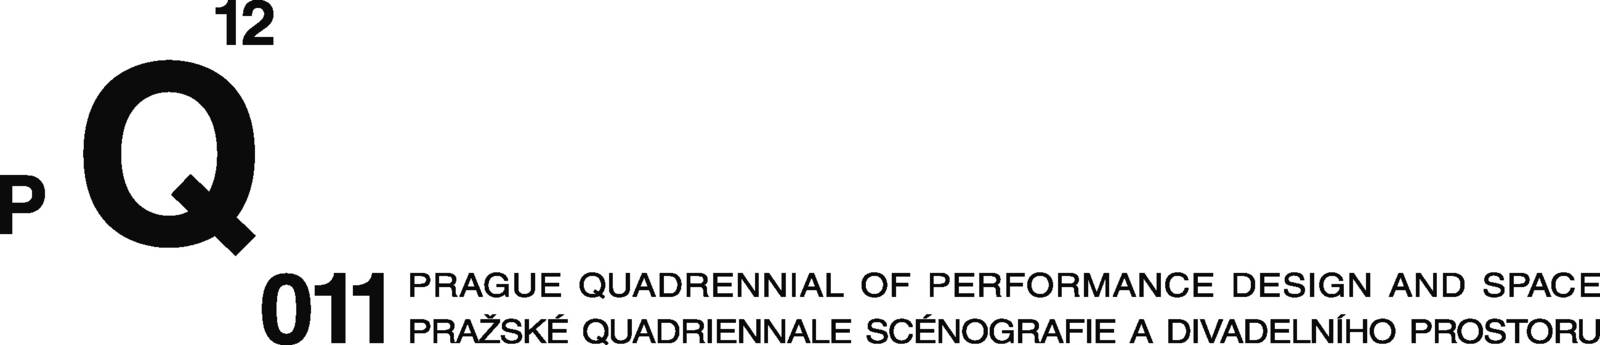 12
P Q
011 PRAGUE QUADRENNIAL OF PERFORMANCE DESIGN AND SPACE
PRAŽSKÉ QUADRIENNALE SCÉNOGRAFIE A DIVADELNÍHO PROSTORU